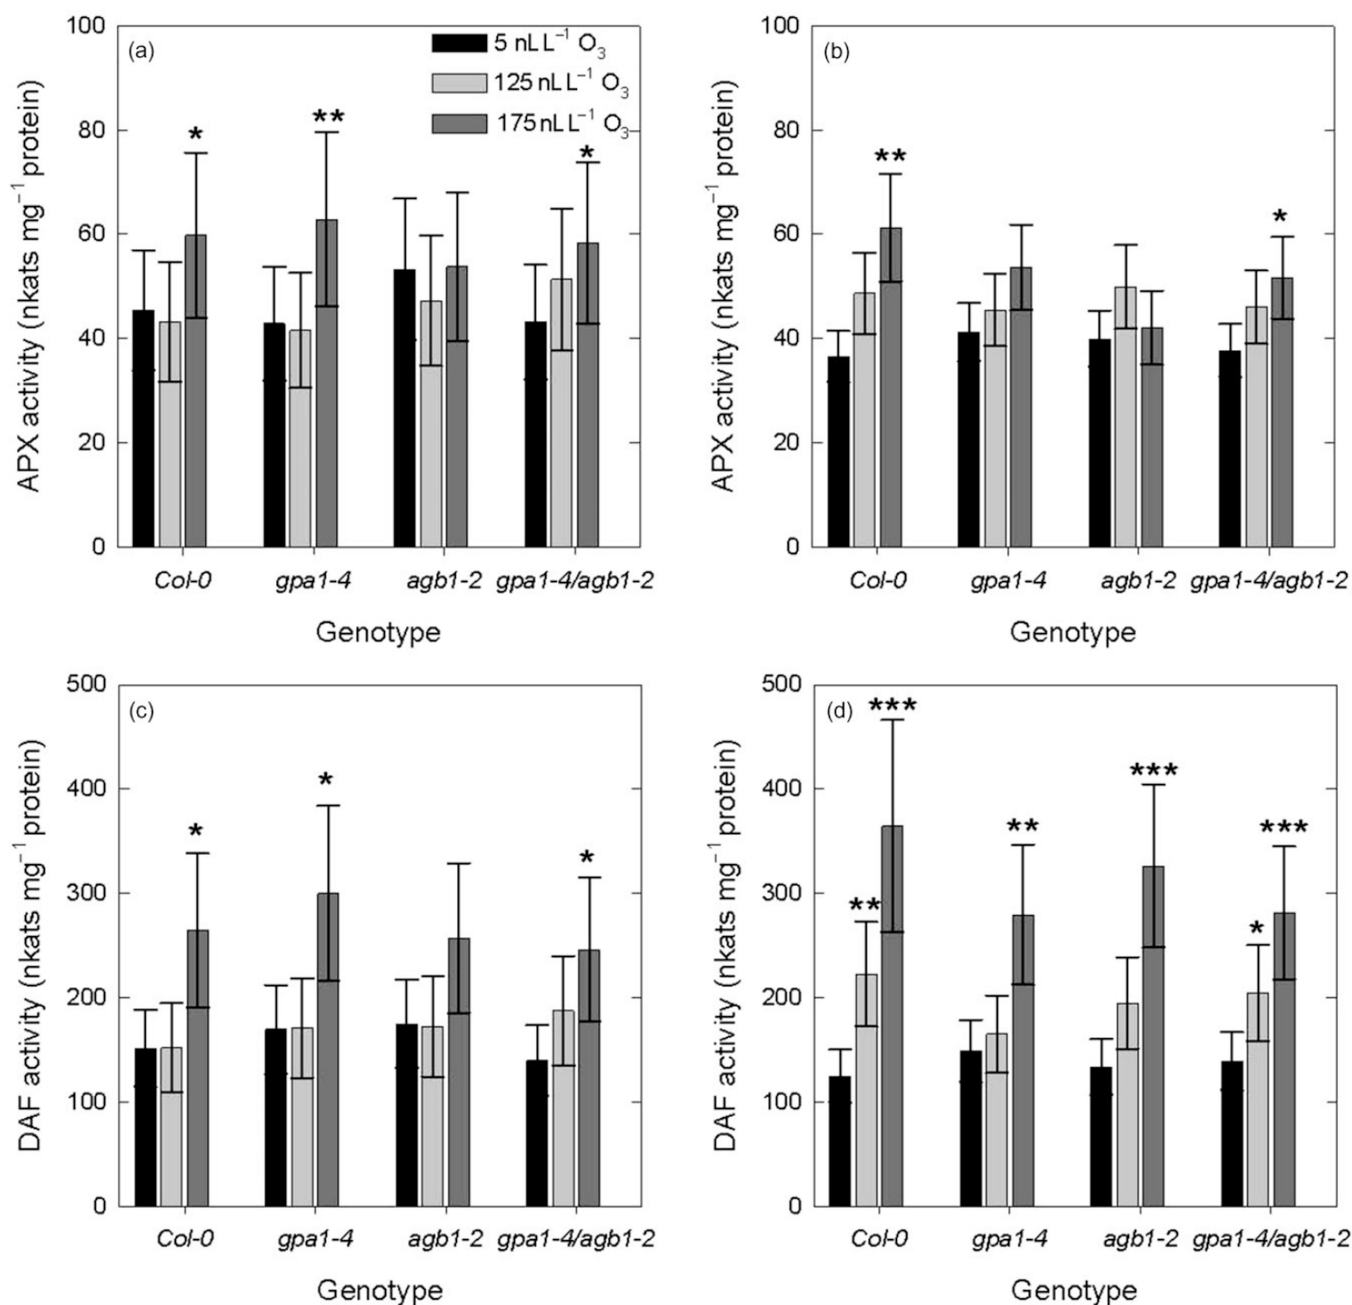 (a)
5 nL L⁻¹ O₃
125 nL L⁻¹ O₃
175 nL L⁻¹ O₃
APX activity (nkats mg⁻¹ protein)
100
80
60
40
20
0
*
**
*
Col-0 gpa1-4 agb1-2 gpa1-4/agb1-2
Genotype
(b)
APX activity (nkats mg⁻¹ protein)
100
80
60
40
20
0
**
*
Col-0 gpa1-4 agb1-2 gpa1-4/agb1-2
Genotype
(c)
DAF activity (nkats mg⁻¹ protein)
500
400
300
200
100
0
*
*
*
Col-0 gpa1-4 agb1-2 gpa1-4/agb1-2
Genotype
(d)
DAF activity (nkats mg⁻¹ protein)
500
400
300
200
100
0
**
***
**
***
*
***
Col-0 gpa1-4 agb1-2 gpa1-4/agb1-2
Genotype